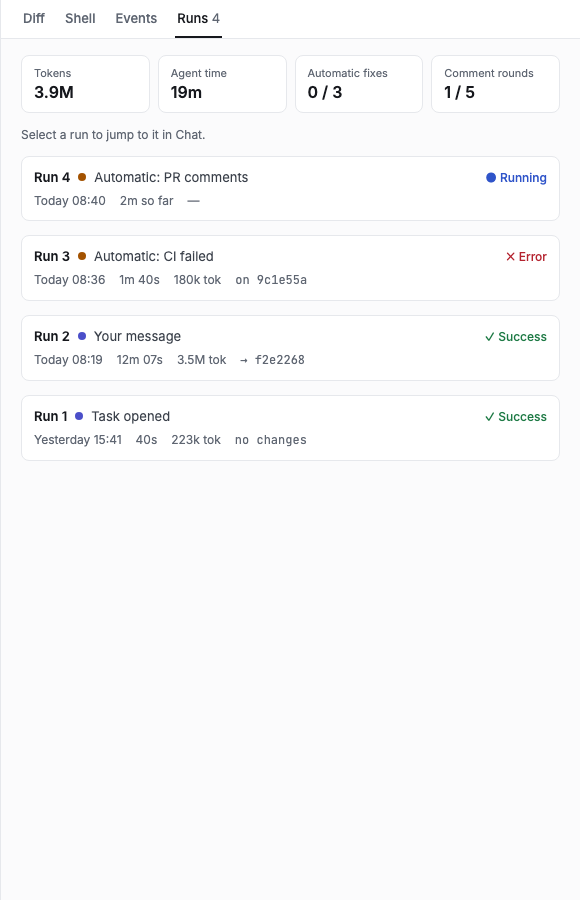 Diff Shell Events Runs 4
Tokens Agent time Automatic fixes Comment rounds
3.9M 19m 0 / 3 1 / 5
Select a run to jump to it in Chat.
Run 4 Automatic: PR comments Running
Today 08:40 2m so far —
Run 3 Automatic: CI failed × Error
Today 08:36 1m 40s 180k tok on 9c1e55a
Run 2 Your message ✓ Success
Today 08:19 12m 07s 3.5M tok → f2e2268
Run 1 Task opened ✓ Success
Yesterday 15:41 40s 223k tok no changes